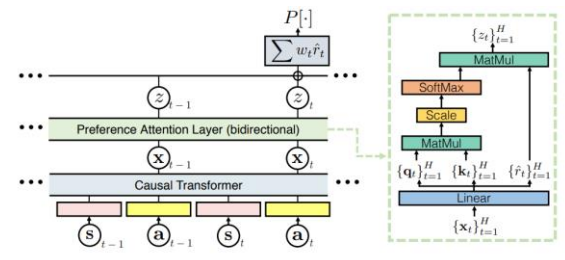 P[·]
∑ w_t r̂_t
z_{t−1} z_t
Preference Attention Layer (bidirectional)
x_{t−1} x_t
Causal Transformer
s_{t−1} a_{t−1} s_t a_t
{z_t}_{t=1}^H
MatMul
SoftMax
Scale
MatMul
{q_t}_{t=1}^H {k_t}_{t=1}^H {r̂_t}_{t=1}^H
Linear
{x_t}_{t=1}^H